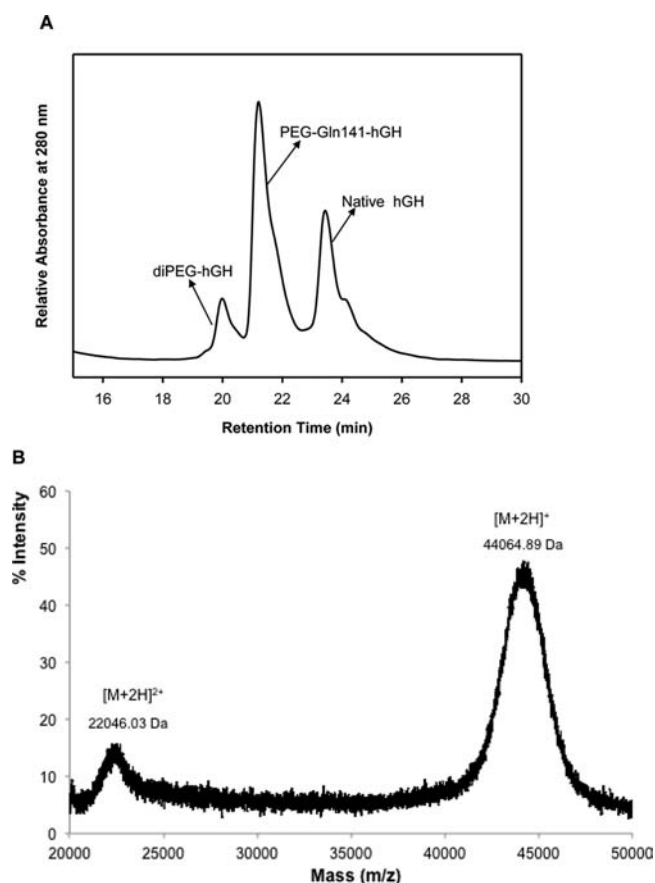 A
Relative Absorbance at 280 nm
PEG-Gln141-hGH
Native hGH
diPEG-hGH
16 18 20 22 24 26 28 30
Retention Time (min)
B
% Intensity
60
50
40
30
20
10
0
[M+2H]⁺
44064.89 Da
[M+2H]²⁺
22046.03 Da
20000 25000 30000 35000 40000 45000 50000
Mass (m/z)